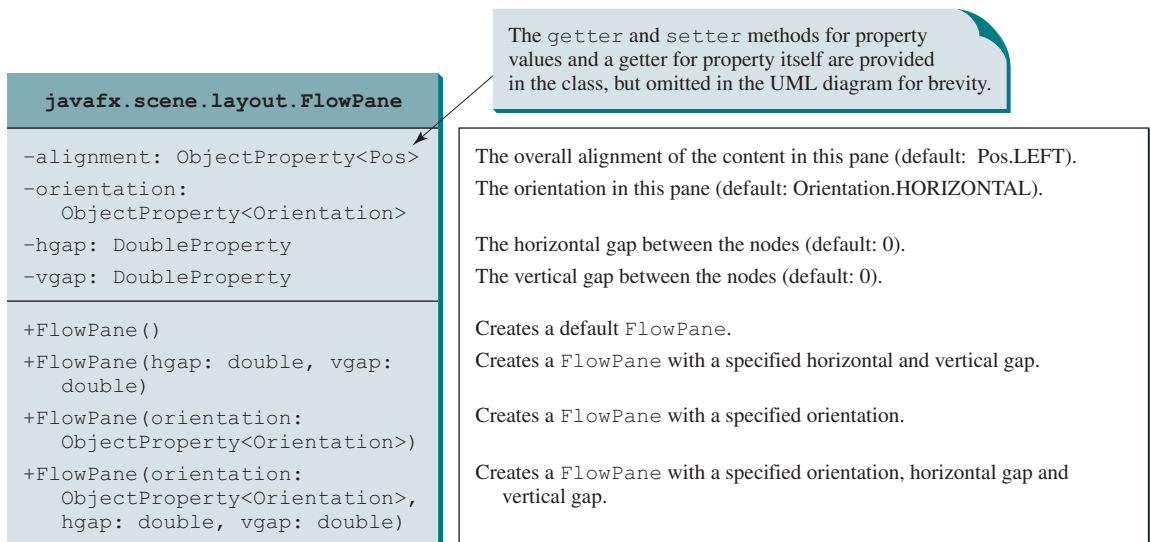 The getter and setter methods for property
values and a getter for property itself are provided
in the class, but omitted in the UML diagram for brevity.
javafx.scene.layout.FlowPane
-alignment: ObjectProperty<Pos>
The overall alignment of the content in this pane (default: Pos.LEFT).
-orientation:
ObjectProperty<Orientation>
The orientation in this pane (default: Orientation.HORIZONTAL).
-hgap: DoubleProperty
The horizontal gap between the nodes (default: 0).
-vgap: DoubleProperty
The vertical gap between the nodes (default: 0).
+FlowPane()
Creates a default FlowPane.
+FlowPane(hgap: double, vgap:
double)
Creates a FlowPane with a specified horizontal and vertical gap.
+FlowPane(orientation:
ObjectProperty<Orientation>)
Creates a FlowPane with a specified orientation.
+FlowPane(orientation:
ObjectProperty<Orientation>,
hgap: double, vgap: double)
Creates a FlowPane with a specified orientation, horizontal gap and
vertical gap.